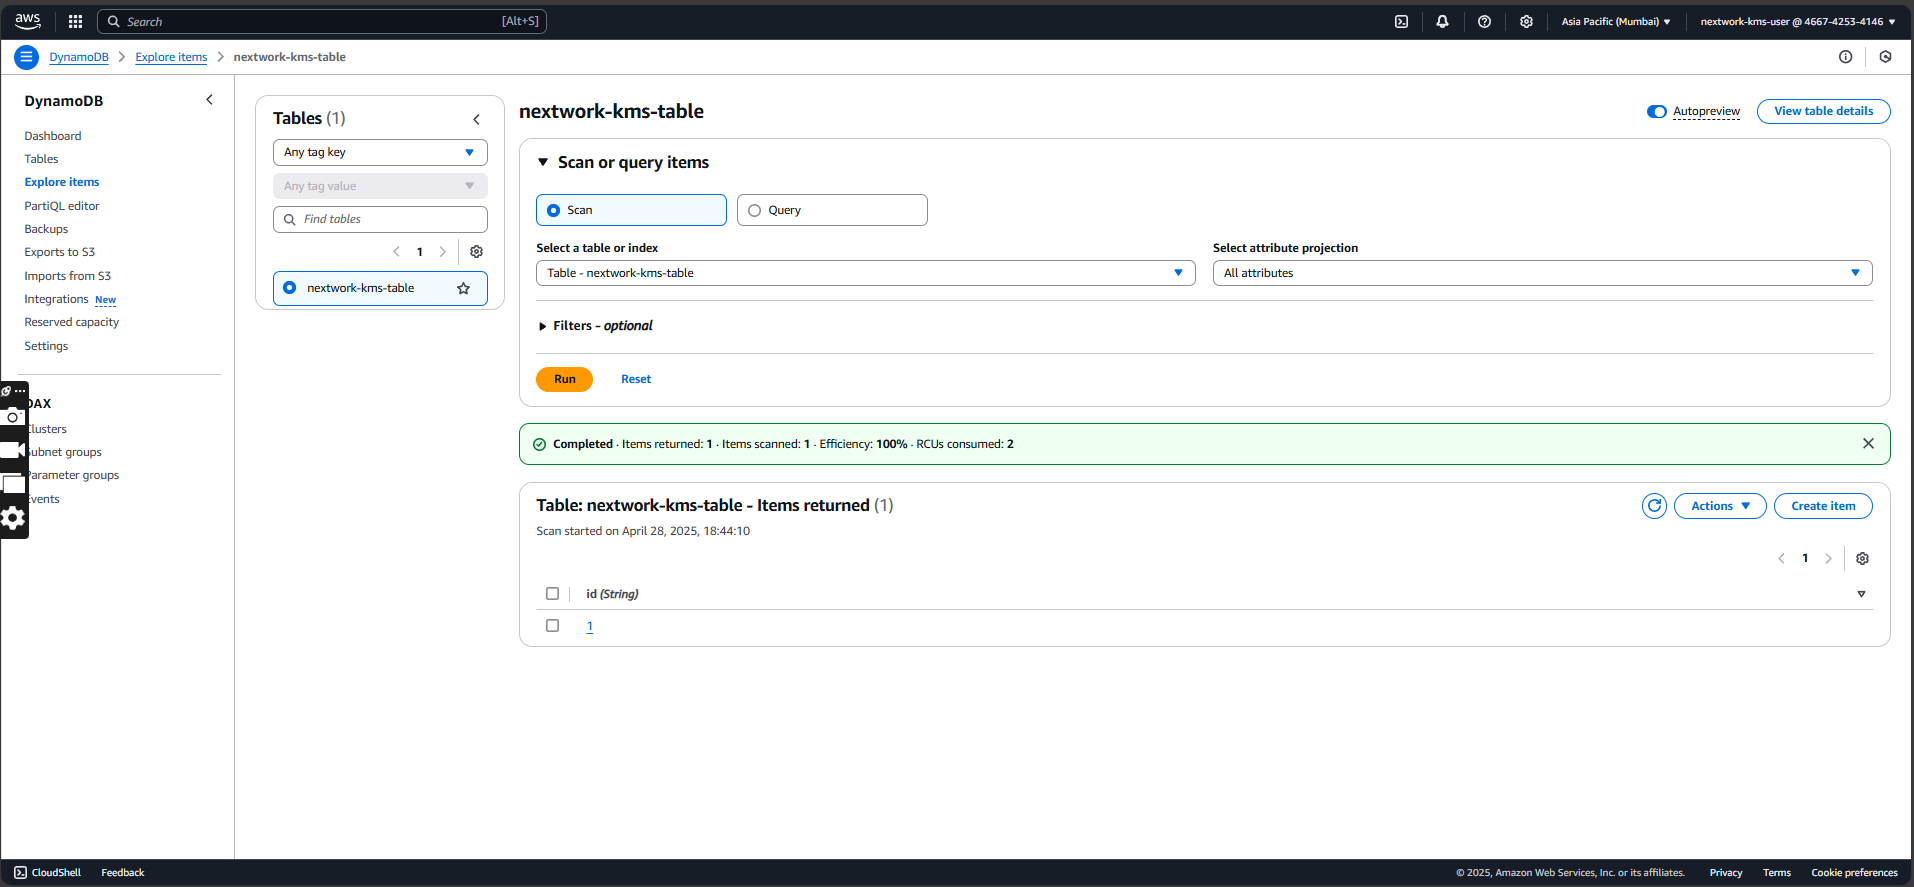 aws
Search [Alt+S]
Asia Pacific (Mumbai)
nextwork-kms-user @ 4667-4253-4146
DynamoDB
Explore items
nextwork-kms-table
DynamoDB
Dashboard
Tables
Explore items
PartiQL editor
Backups
Exports to S3
Imports from S3
Integrations New
Reserved capacity
Settings
DAX
Clusters
Subnet groups
Parameter groups
Events
Tables (1)
Any tag key
Any tag value
Find tables
1
nextwork-kms-table
nextwork-kms-table
Autopreview
View table details
Scan or query items
Scan
Query
Select a table or index
Table - nextwork-kms-table
Select attribute projection
All attributes
Filters - optional
Run
Reset
Completed · Items returned: 1 · Items scanned: 1 · Efficiency: 100% · RCUs consumed: 2
Table: nextwork-kms-table - Items returned (1)
Scan started on April 28, 2025, 18:44:10
Actions
Create item
1
id (String)
1
CloudShell
Feedback
© 2025, Amazon Web Services, Inc. or its affiliates.
Privacy
Terms
Cookie preferences